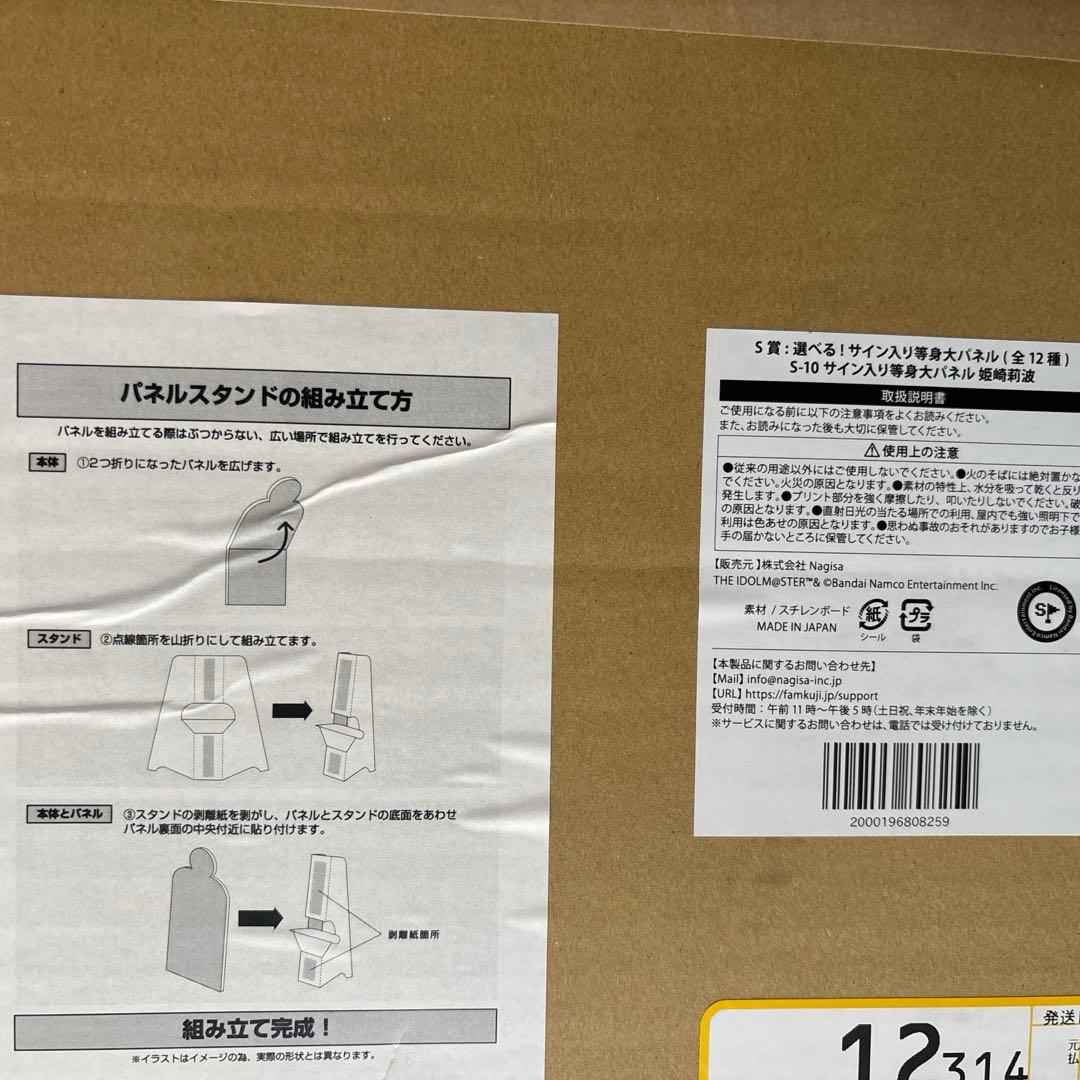 パネルスタンドの組み立て方
パネルを組み立てる際はぶつからない、広い場所で組み立てを行ってください。
本体 ①2つ折りになったパネルを広げます。
スタンド ②点線箇所を山折りにして組み立てます。
本体とパネル ③スタンドの剥離紙を剥がし、パネルとスタンドの底面をあわせ
パネル裏面の中央付近に貼り付けます。
剥離紙箇所
組み立て完成！
※イラストはイメージの為、実際の形状とは異なります。
S賞:選べる!サイン入り等身大パネル(全12種)
S-10 サイン入り等身大パネル 姫崎莉波
取扱説明書
ご使用になる前に以下の注意事項をよくお読みください。
また、お読みになった後も大切に保管してください。
⚠使用上の注意
●従来の用途以外にはご使用しないでください。●火のそばには絶対置かな
でください。火災の原因となります。●素材の特性上、水分を吸って乾くと反り
発生します。●プリント部分を強く摩擦したり、叩いたりしないでください。破
の原因となります。●直射日光の当たる場所での利用、屋内でも強い照明下で
利用は色あせの原因となります。●思わぬ事故のおそれがありますのでお子様
手の届かないところに保管してください。
【販売元】株式会社 Nagisa
THE IDOLM@STER™& ©Bandai Namco Entertainment Inc.
素材 / スチレンボード
MADE IN JAPAN
紙
シール
プラ
袋
Licensed by Bandai Namco Entertainment Inc.
S
【本製品に関するお問い合わせ先】
【Mail】info@nagisa-inc.jp
【URL】https://famkuji.jp/support
受付時間：午前11時～午後5時(土日祝、年末年始を除く)
※サービスに関するお問い合わせは、電話では受け付けておりません。
2000196808259
12314
発送
元
払